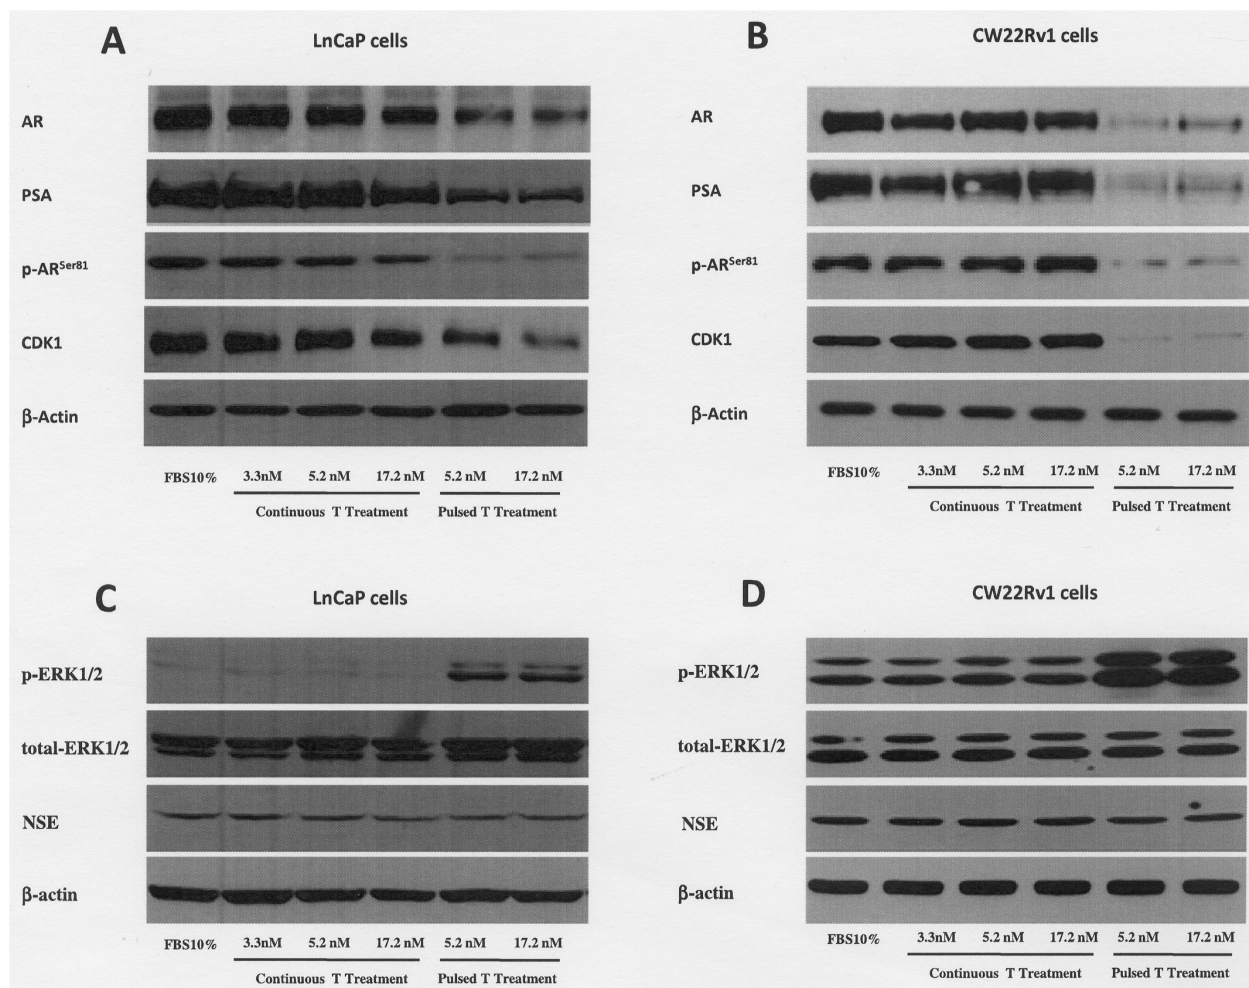 A
LnCaP cells
AR
PSA
p-ARSer81
CDK1
β-Actin
FBS10% 3.3nM 5.2 nM 17.2 nM 5.2 nM 17.2 nM
Continuous T Treatment Pulsed T Treatment
B
CW22Rv1 cells
AR
PSA
p-ARSer81
CDK1
β-Actin
FBS10% 3.3nM 5.2 nM 17.2 nM 5.2 nM 17.2 nM
Continuous T Treatment Pulsed T Treatment
C
LnCaP cells
p-ERK1/2
total-ERK1/2
NSE
β-actin
FBS10% 3.3nM 5.2 nM 17.2 nM 5.2 nM 17.2 nM
Continuous T Treatment Pulsed T Treatment
D
CW22Rv1 cells
p-ERK1/2
total-ERK1/2
NSE
β-actin
FBS10% 3.3nM 5.2 nM 17.2 nM 5.2 nM 17.2 nM
Continuous T Treatment Pulsed T Treatment